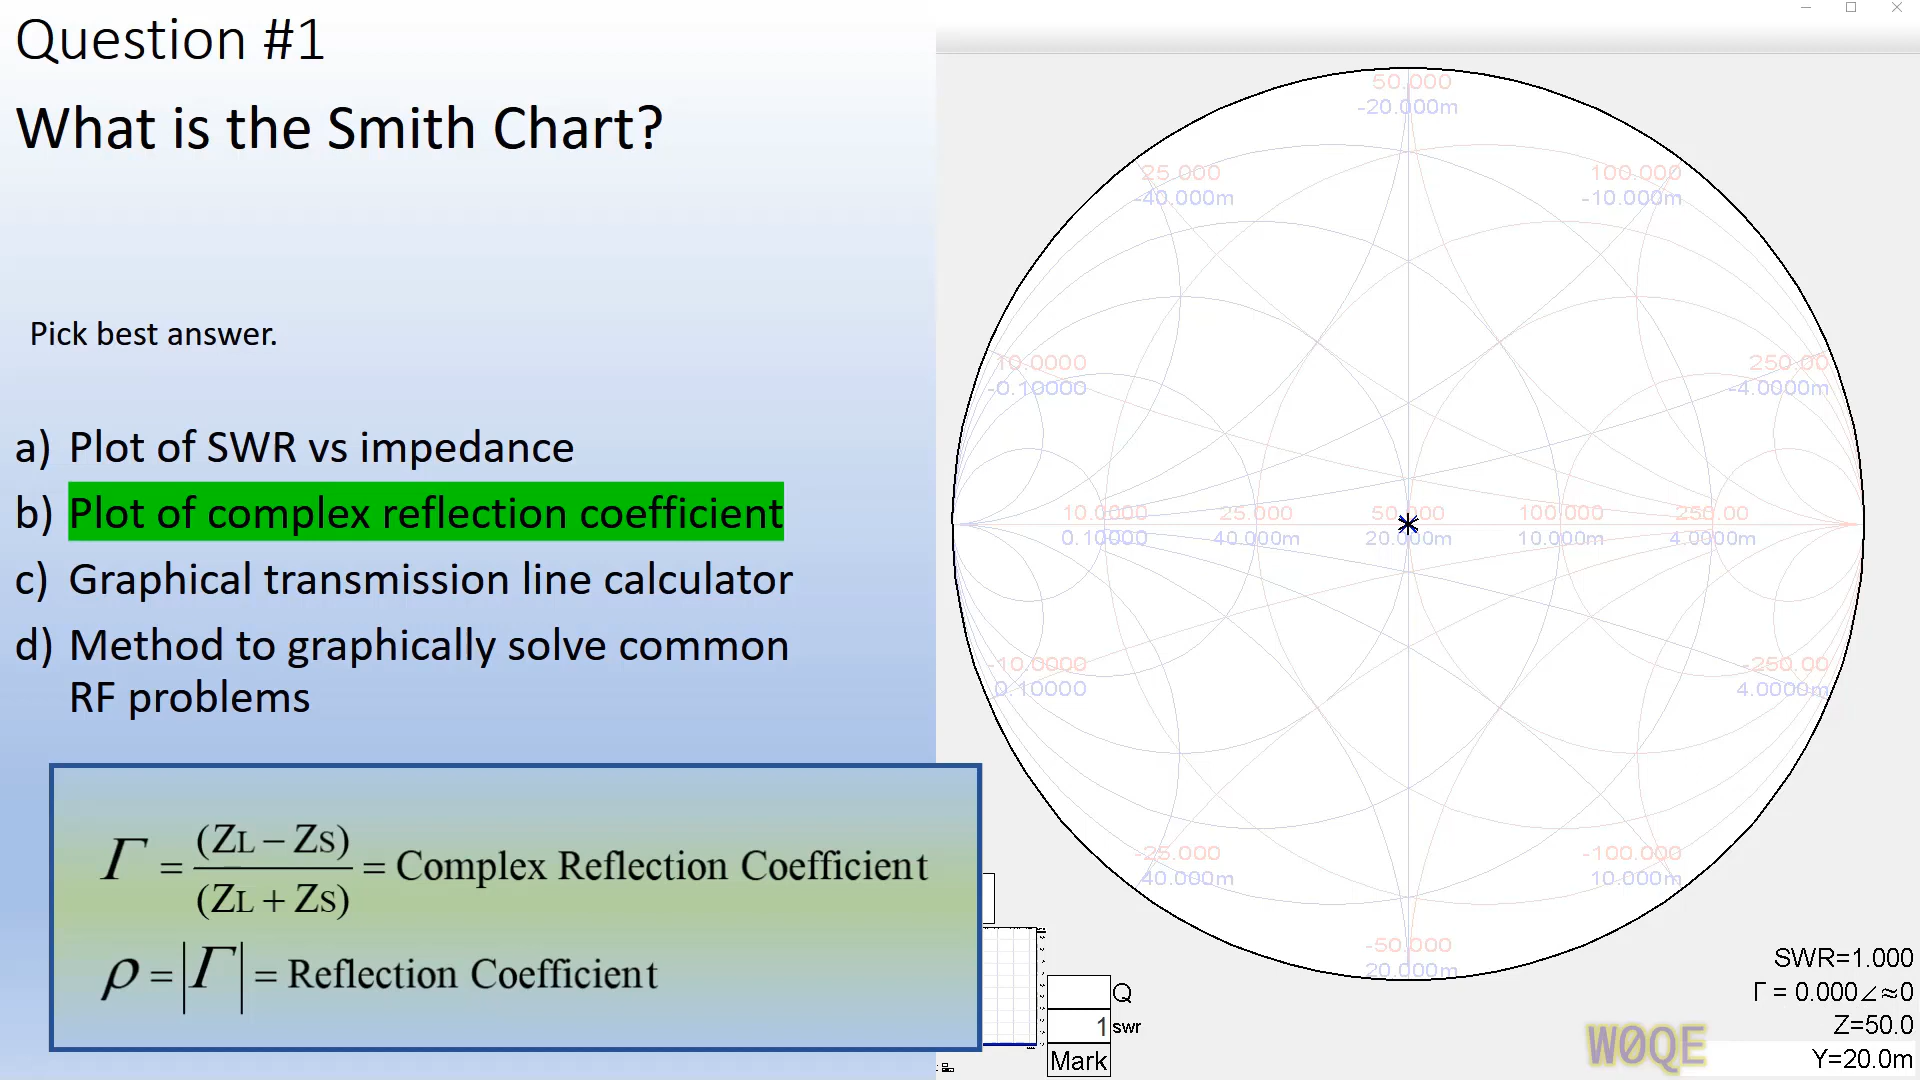 Question #1
What is the Smith Chart?
Pick best answer.
a) Plot of SWR vs impedance
b) Plot of complex reflection coefficient
c) Graphical transmission line calculator
d) Method to graphically solve common
RF problems
Γ = (ZL − ZS) / (ZL + ZS) = Complex Reflection Coefficient
ρ = |Γ| = Reflection Coefficient
50.000
-20.000m
25.000
-40.000m
100.000
-10.000m
10.0000
-0.10000
250.00
-4.0000m
10.0000 25.000 50.000 100.000 250.00
0.10000 40.000m 20.000m 10.000m 4.0000m
-10.0000
0.10000
-250.00
4.0000m
-25.000
40.000m
-100.000
10.000m
-50.000
20.000m
Q
1 swr
Mark
SWR=1.000
Γ = 0.000∠≈0
Z=50.0
Y=20.0m
W0QE